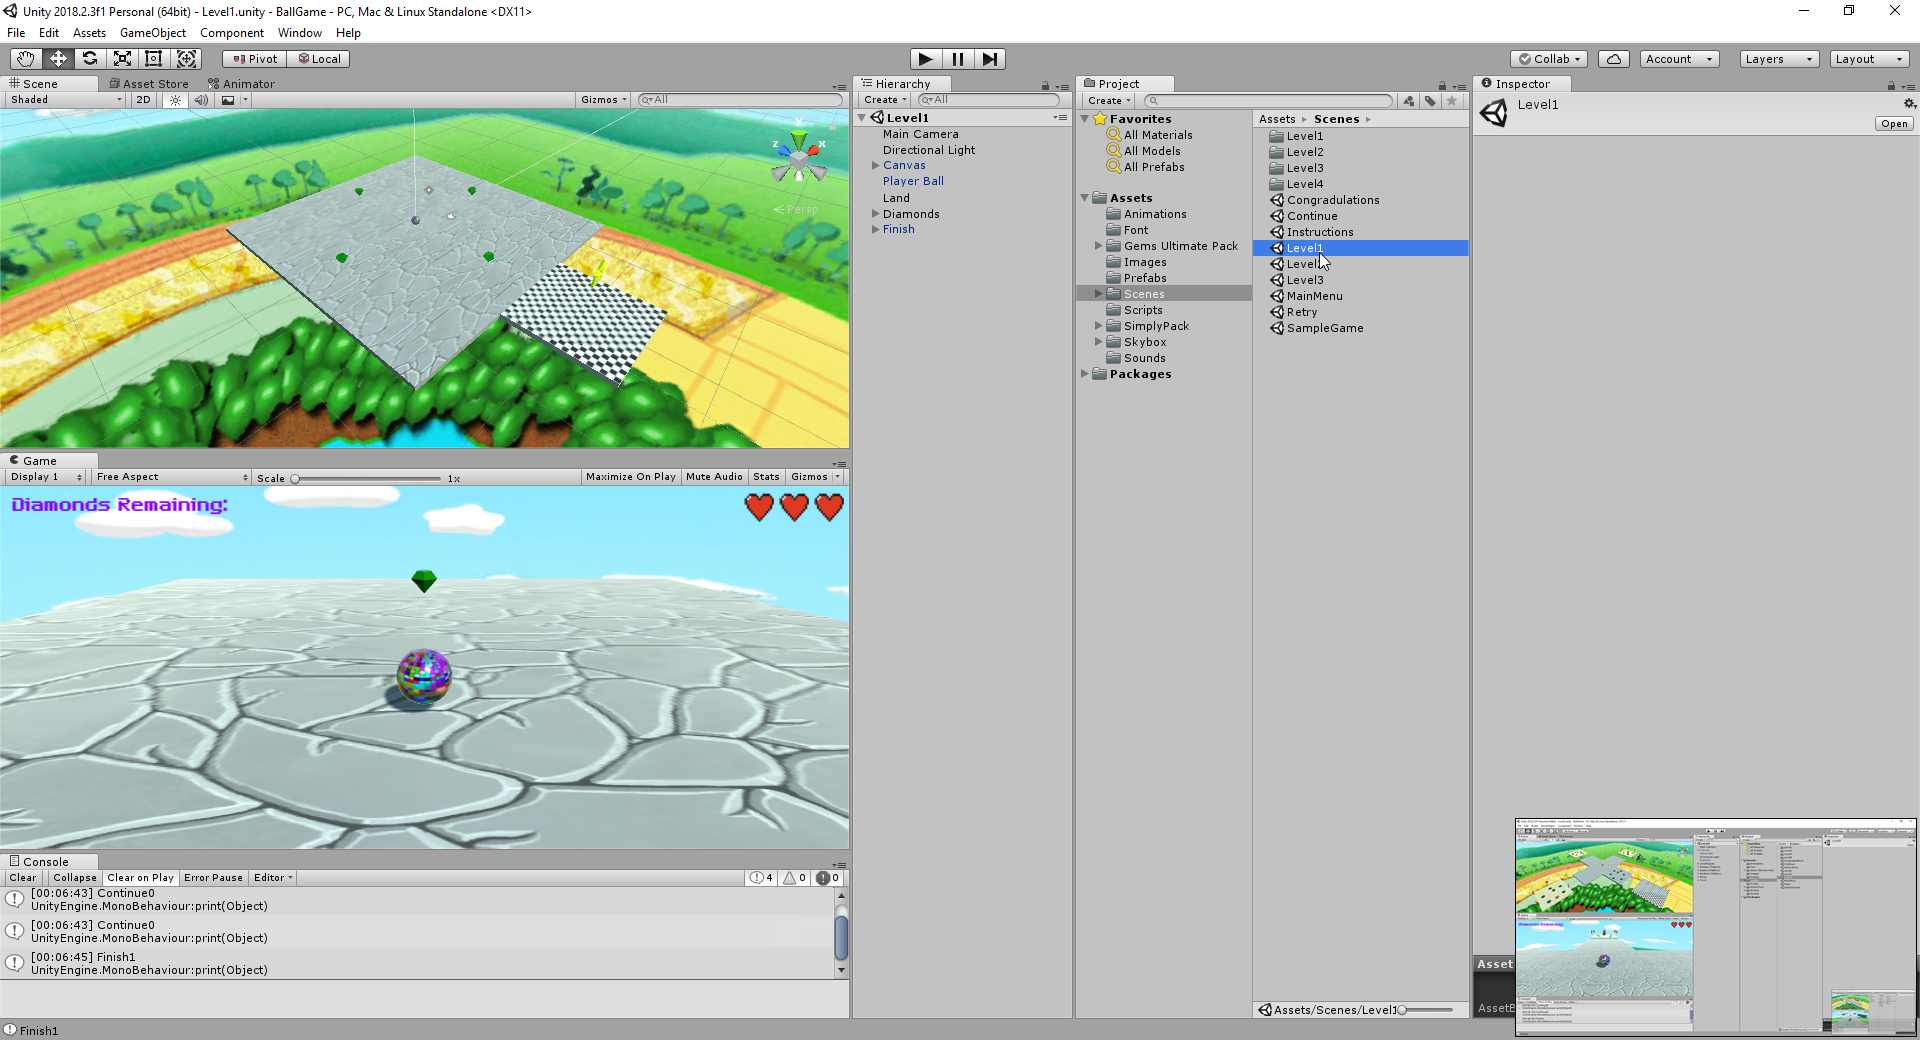 Unity 2018.2.3f1 Personal (64bit) - Level1.unity - BallGame - PC, Mac & Linux Standalone <DX11>
File Edit Assets GameObject Component Window Help
Pivot Local Collab Account Layers Layout
Scene Asset Store Animator
Shaded 2D Gizmos All
y
z x
Persp
Game
Display 1 Free Aspect Scale 1x Maximize On Play Mute Audio Stats Gizmos
Diamonds Remaining:
Console
Clear Collapse Clear on Play Error Pause Editor 4 0 0
[00:06:43] Continue0
UnityEngine.MonoBehaviour:print(Object)
[00:06:43] Continue0
UnityEngine.MonoBehaviour:print(Object)
[00:06:45] Finish1
UnityEngine.MonoBehaviour:print(Object)
Finish1
Hierarchy
Create All
Level1
Main Camera
Directional Light
Canvas
Player Ball
Land
Diamonds
Finish
Project
Create
Favorites
All Materials
All Models
All Prefabs
Assets
Animations
Font
Gems Ultimate Pack
Images
Prefabs
Scenes
Scripts
SimplyPack
Skybox
Sounds
Packages
Assets Scenes
Level1
Level2
Level3
Level4
Congradulations
Continue
Instructions
Level1
Level
Level3
MainMenu
Retry
SampleGame
Assets/Scenes/Level1
Inspector
Level1
Open
Asset
AssetB